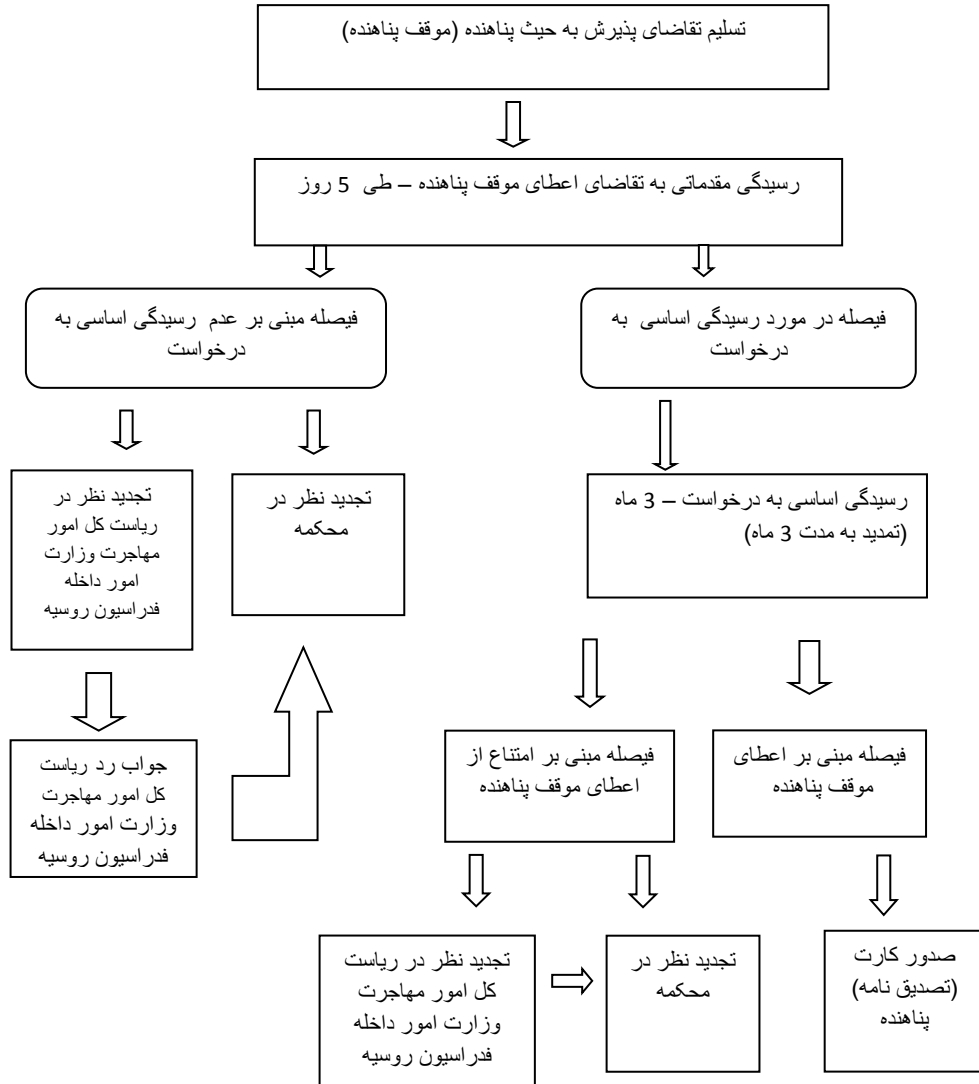 تسلیم تقاضای پذیرش به حیث پناهنده (موقف پناهنده)
رسیدگی مقدماتی به تقاضای اعطای موقف پناهنده – طی 5 روز
فیصله در مورد رسیدگی اساسی به
درخواست
فیصله مبنی بر عدم رسیدگی اساسی به
درخواست
رسیدگی اساسی به درخواست – 3 ماه
(تمدید به مدت 3 ماه)
تجدید نظر در
محکمه
تجدید نظر در
ریاست کل امور
مهاجرت وزارت
امور داخله
فدراسیون روسیه
فیصله مبنی بر اعطای
موقف پناهنده
فیصله مبنی بر امتناع از
اعطای موقف پناهنده
جواب رد ریاست
کل امور مهاجرت
وزارت امور داخله
فدراسیون روسیه
صدور کارت
(تصدیق نامه)
پناهنده
تجدید نظر در
محکمه
تجدید نظر در ریاست
کل امور مهاجرت
وزارت امور داخله
فدراسیون روسیه